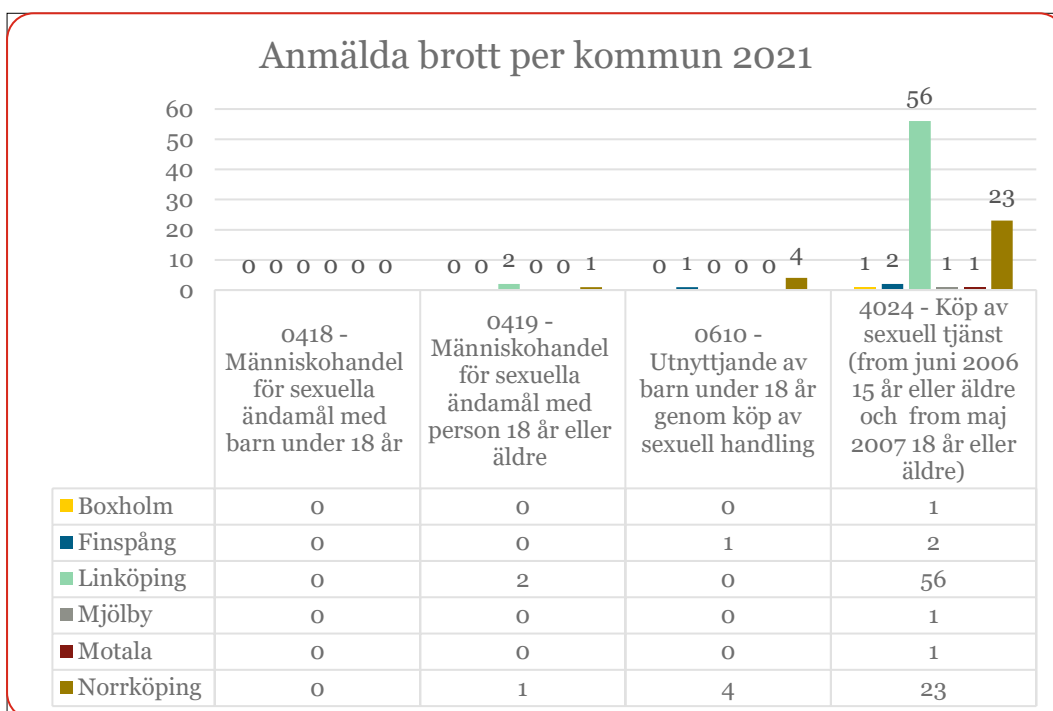 Anmälda brott per kommun 2021
60
50
40
30
20
10
0
0 0 0 0 0 0
0 0 2 0 0 1
0 1 0 0 0 4
1 2 56 1 1 23
0418 -
Människohandel
för sexuella
ändamål med
barn under 18 år
0419 -
Människohandel
för sexuella
ändamål med
person 18 år eller
äldre
0610 -
Utnyttjande av
barn under 18 år
genom köp av
sexuell handling
4024 - Köp av
sexuell tjänst
(from juni 2006
15 år eller äldre
och from maj
2007 18 år eller
äldre)
Boxholm 0 0 0 1
Finspång 0 0 1 2
Linköping 0 2 0 56
Mjölby 0 0 0 1
Motala 0 0 0 1
Norrköping 0 1 4 23